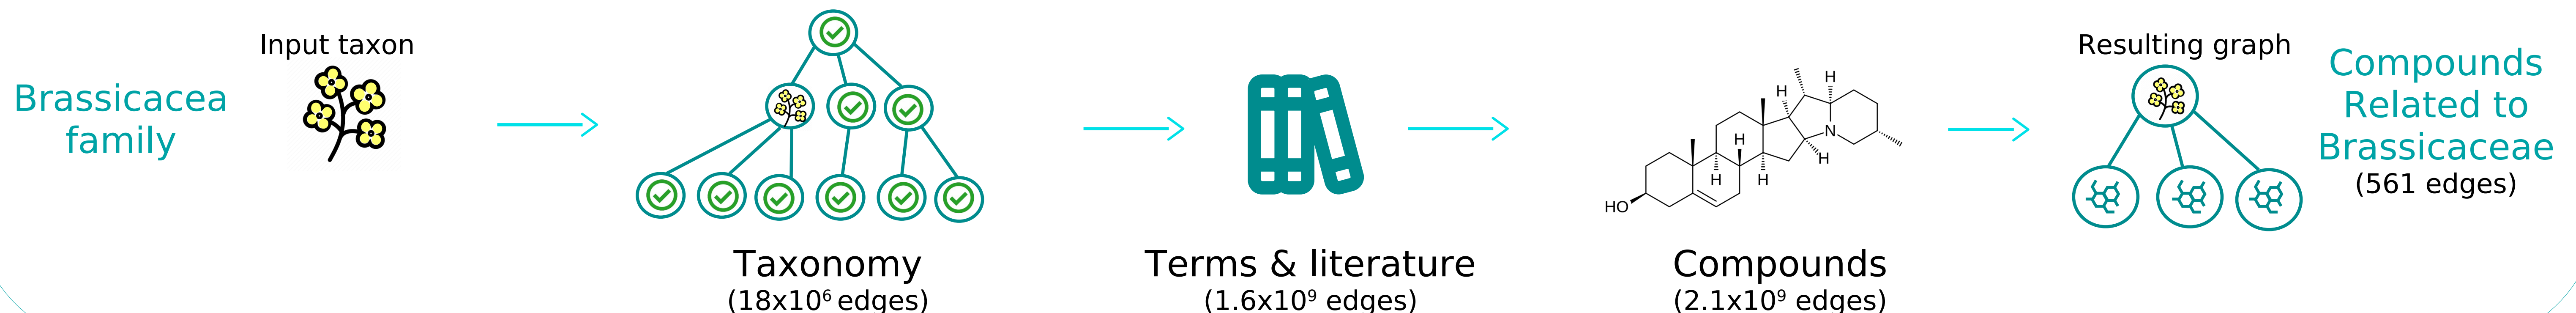 Brassicacea
family
Input taxon
Taxonomy
(18x10⁶ edges)
Terms & literature
(1.6x10⁹ edges)
H
H
H
N
H
H
H
HO
Compounds
(2.1x10⁹ edges)
Resulting graph
Compounds
Related to
Brassicaceae
(561 edges)